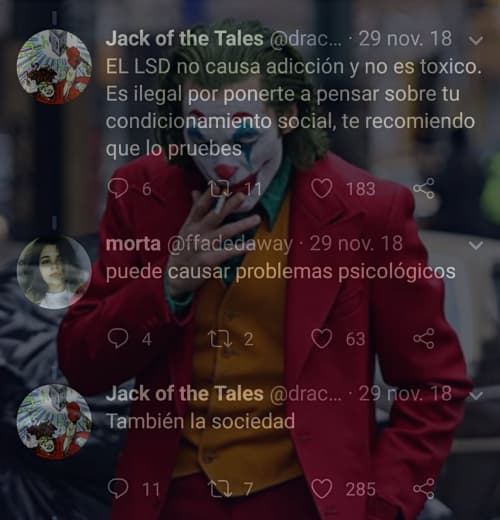 Jack of the Tales @drac... · 29 nov. 18
EL LSD no causa adicción y no es toxico.
Es ilegal por ponerte a pensar sobre tu
condicionamiento social, te recomiendo
que lo pruebes
6 11 183
morta @ffadedaway · 29 nov. 18
puede causar problemas psicológicos
4 2 63
Jack of the Tales @drac... · 29 nov. 18
También la sociedad
11 7 285